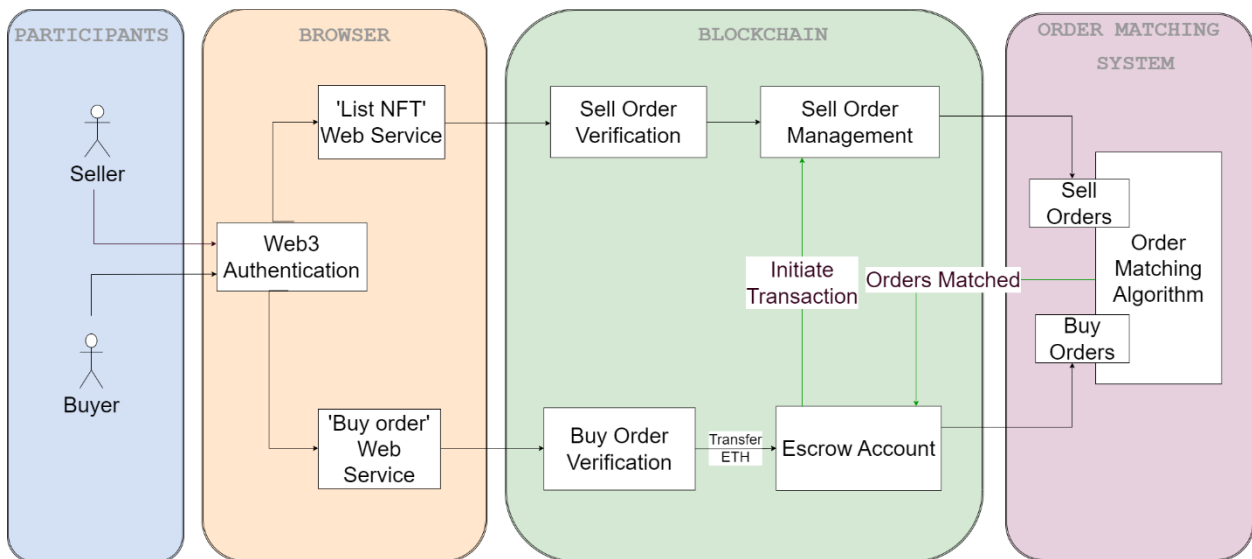 PARTICIPANTS
BROWSER
BLOCKCHAIN
ORDER MATCHING
SYSTEM
Seller
Buyer
Web3
Authentication
'List NFT'
Web Service
'Buy order'
Web
Service
Sell Order
Verification
Sell Order
Management
Initiate
Transaction
Orders Matched
Buy Order
Verification
Transfer
ETH
Escrow Account
Sell
Orders
Order
Matching
Algorithm
Buy
Orders